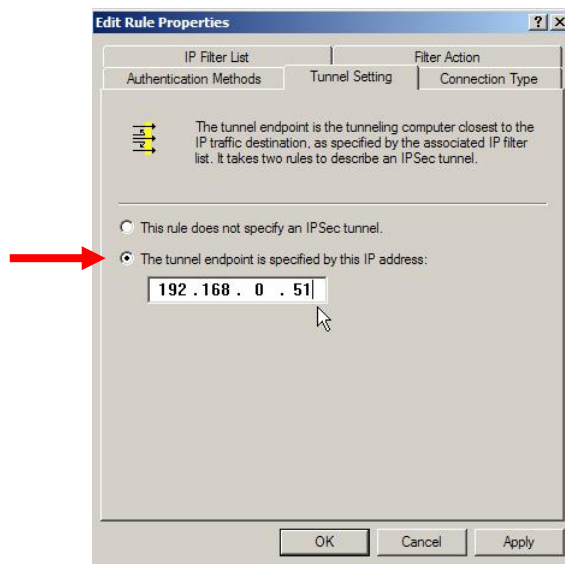 Edit Rule Properties
IP Filter List
Filter Action
Authentication Methods
Tunnel Setting
Connection Type
The tunnel endpoint is the tunneling computer closest to the
IP traffic destination, as specified by the associated IP filter
list. It takes two rules to describe an IPSec tunnel.
This rule does not specify an IPSec tunnel.
The tunnel endpoint is specified by this IP address:
192 . 168 . 0 . 51
OK
Cancel
Apply